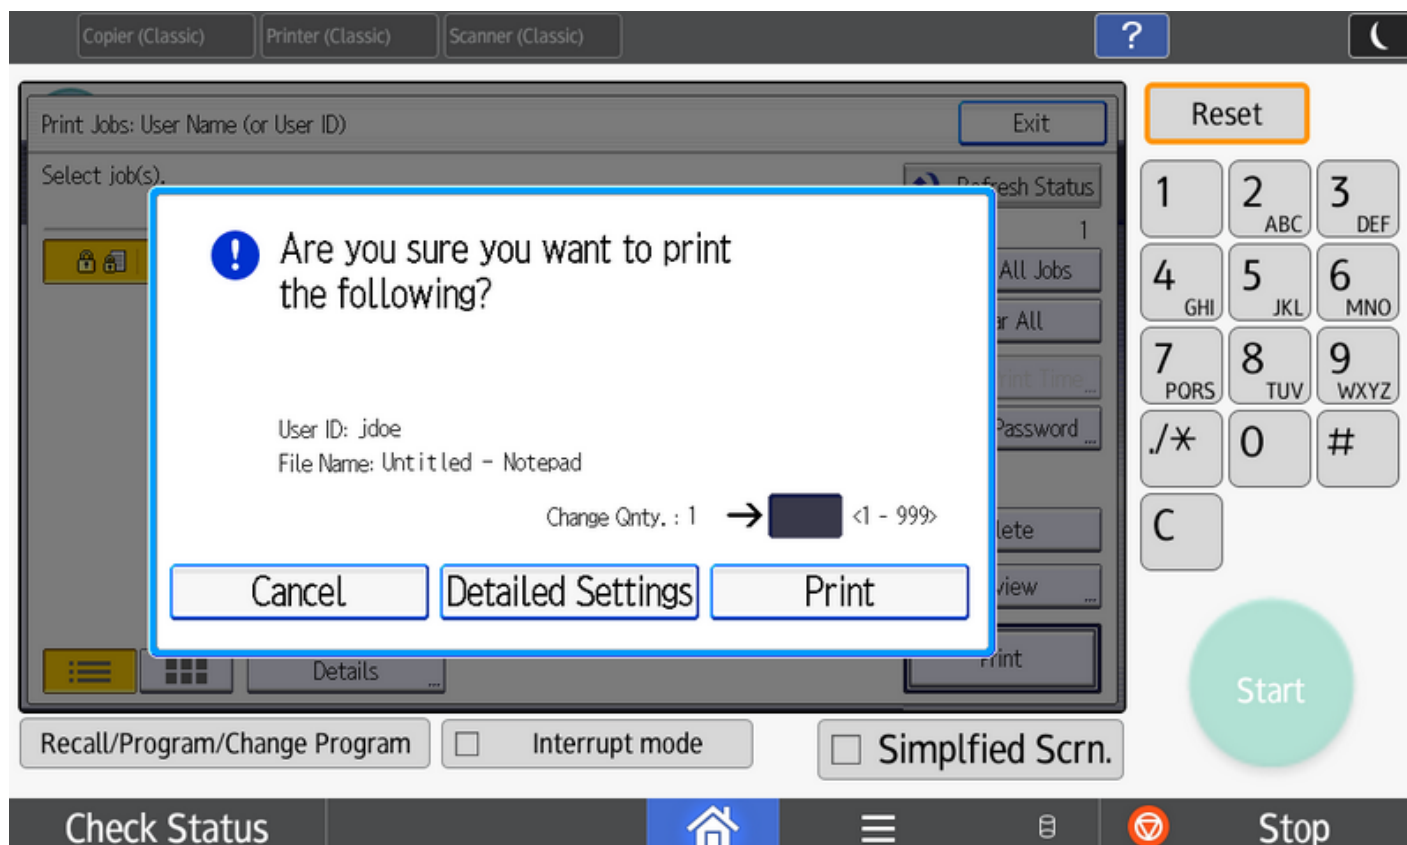 Copier (Classic)
Printer (Classic)
Scanner (Classic)
?
Print Jobs: User Name (or User ID)
Exit
Reset
Select job(s).
Refresh Status
1
All Jobs
All
Print Time
Password
Print
Details
Are you sure you want to print
the following?
User ID: jdoe
File Name: Untitled - Notepad
Change Qnty. : 1 → <1 - 999>
Cancel
Detailed Settings
Print
1
2 ABC
3 DEF
4 GHI
5 JKL
6 MNO
7 PQRS
8 TUV
9 WXYZ
./*
0
#
C
Start
Recall/Program/Change Program
Interrupt mode
Simplfied Scrn.
Check Status
Stop